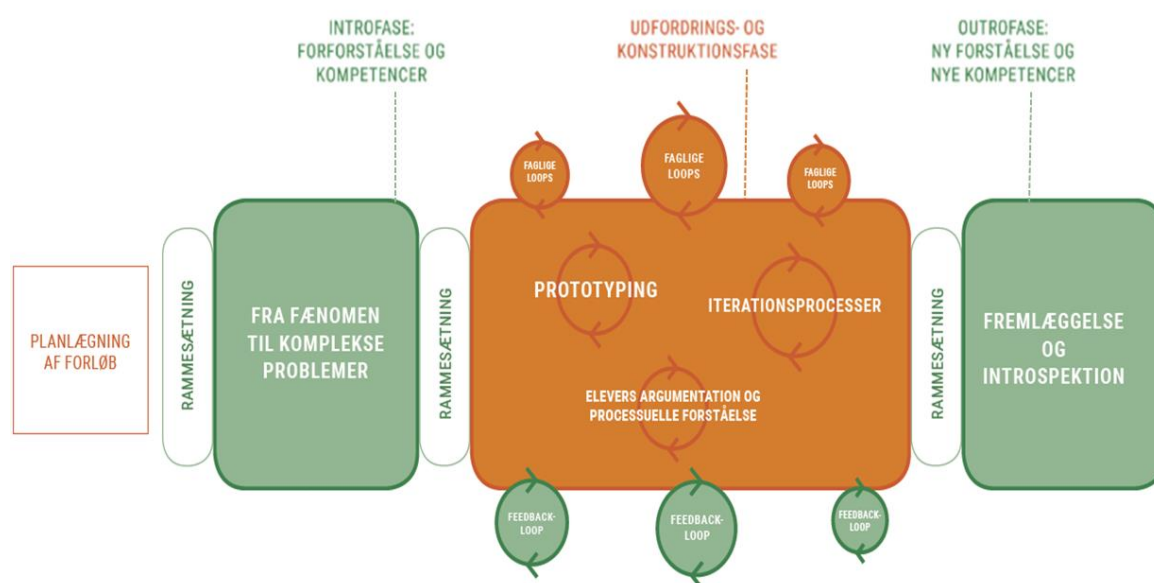 INTROFASE:
FORFORSTÅELSE OG
KOMPETENCER
UDFORDRINGS- OG
KONSTRUKTIONSFASE
OUTROFASE:
NY FORSTÅELSE OG
NYE KOMPETENCER
FAGLIGE
LOOPS
FAGLIGE
LOOPS
FAGLIGE
LOOPS
PLANLÆGNING
AF FORLØB
RAMMESÆTNING
FRA FÆNOMEN
TIL KOMPLEKSE
PROBLEMER
RAMMESÆTNING
PROTOTYPING
ITERATIONSPROCESSER
ELEVERS ARGUMENTATION OG
PROCESSUELLE FORSTÅELSE
RAMMESÆTNING
FREMLÆGGELSE
OG
INTROSPEKTION
FEEDBACK-
LOOP
FEEDBACK-
LOOP
FEEDBACK-
LOOP